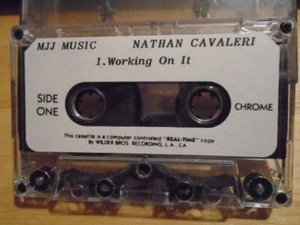 MJJ MUSIC NATHAN CAVALERI
1.Working On It
SIDE ONE CHROME
This cassette is a computer controlled "REAL-TIME" copy
By WILDER BROS. RECORDING, L.A., CA.